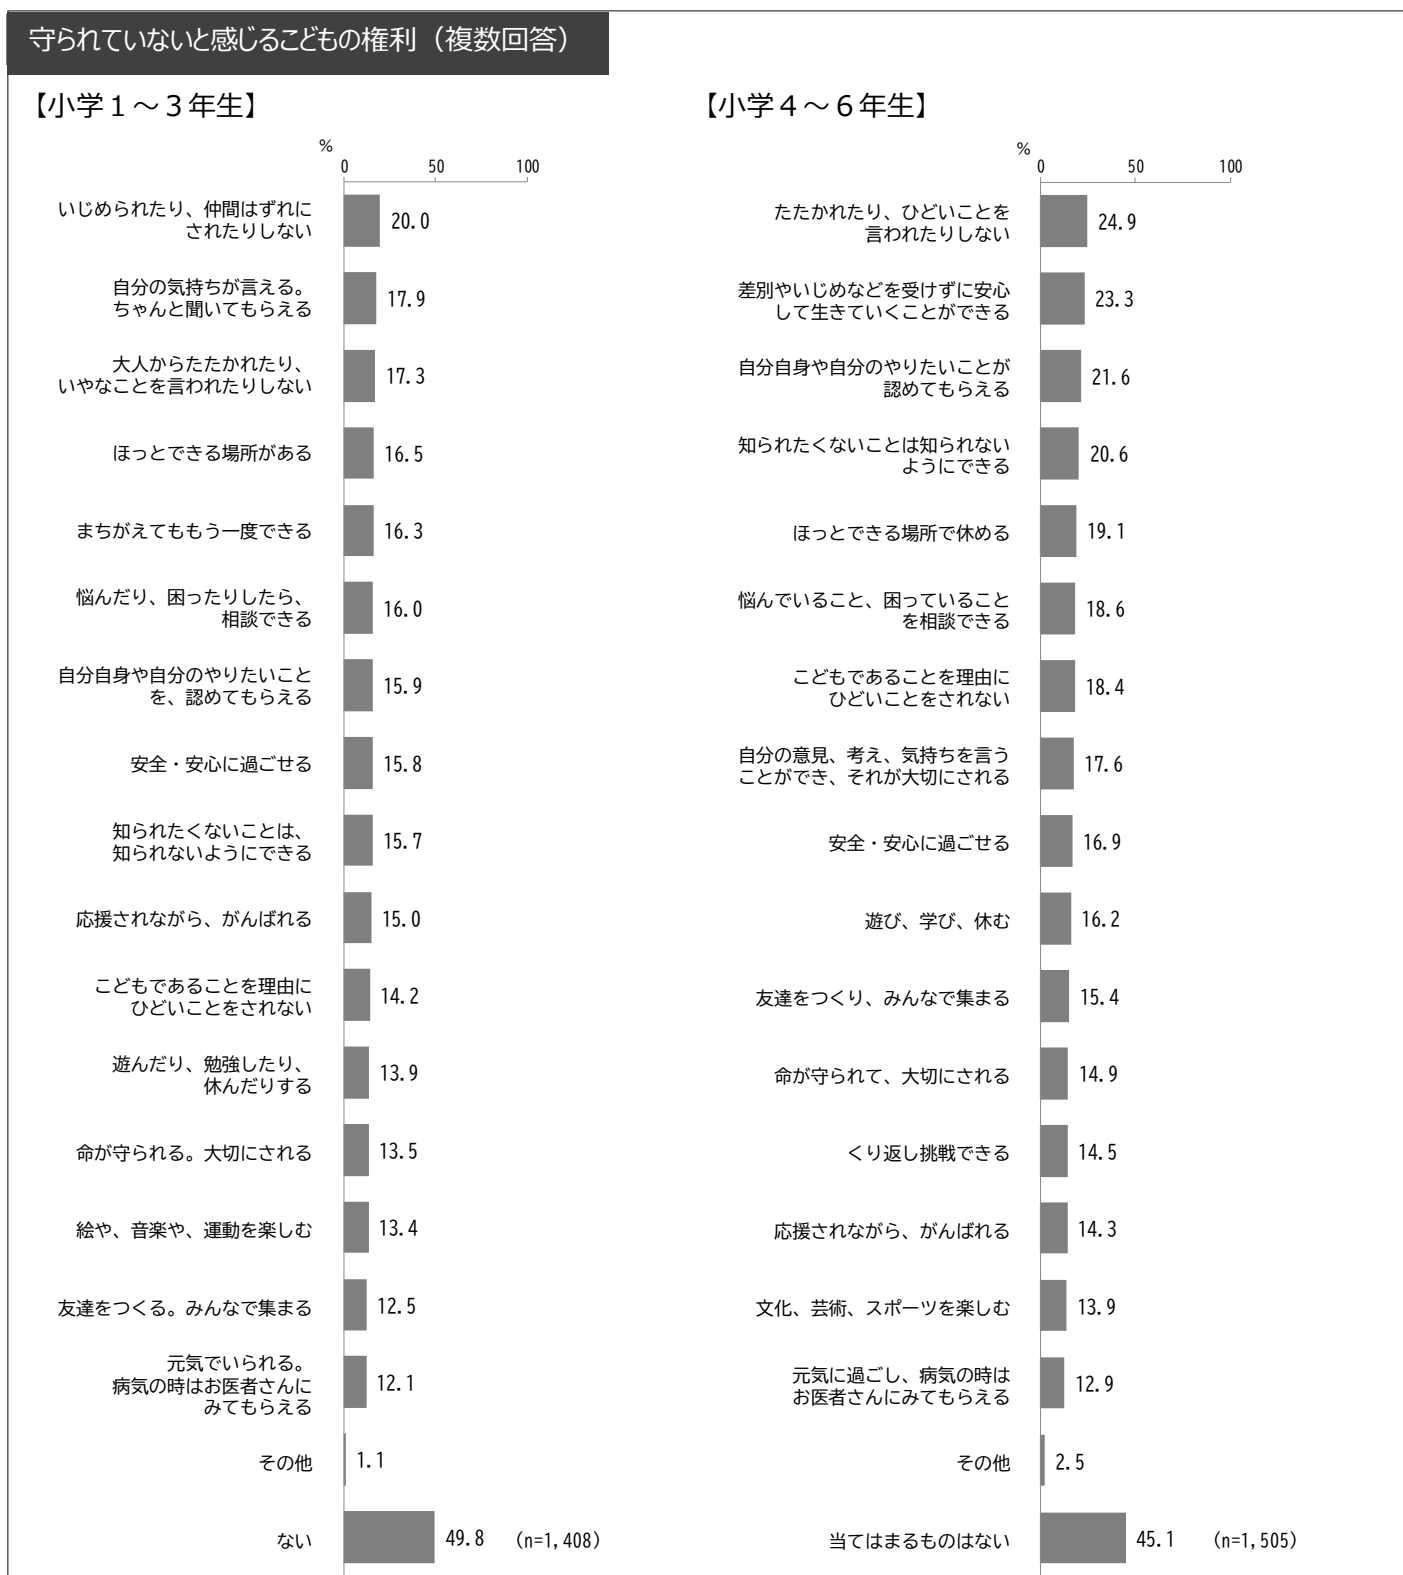 守られていないと感じるこどもの権利（複数回答）
【小学１～３年生】
%
0 50 100
いじめられたり、仲間はずれに
されたりしない
20.0
自分の気持ちが言える。
ちゃんと聞いてもらえる
17.9
大人からたたかれたり、
いやなことを言われたりしない
17.3
ほっとできる場所がある
16.5
まちがえてももう一度できる
16.3
悩んだり、困ったりしたら、
相談できる
16.0
自分自身や自分のやりたいこと
を、認めてもらえる
15.9
安全・安心に過ごせる
15.8
知られたくないことは、
知られないようにできる
15.7
応援されながら、がんばれる
15.0
こどもであることを理由に
ひどいことをされない
14.2
遊んだり、勉強したり、
休んだりする
13.9
命が守られる。大切にされる
13.5
絵や、音楽や、運動を楽しむ
13.4
友達をつくる。みんなで集まる
12.5
元気でいられる。
病気の時はお医者さんに
みてもらえる
12.1
その他
1.1
ない
49.8 (n=1,408)
【小学４～６年生】
%
0 50 100
たたかれたり、ひどいことを
言われたりしない
24.9
差別やいじめなどを受けずに安心
して生きていくことができる
23.3
自分自身や自分のやりたいことが
認めてもらえる
21.6
知られたくないことは知られない
ようにできる
20.6
ほっとできる場所で休める
19.1
悩んでいること、困っていること
を相談できる
18.6
こどもであることを理由に
ひどいことをされない
18.4
自分の意見、考え、気持ちを言う
ことができ、それが大切にされる
17.6
安全・安心に過ごせる
16.9
遊び、学び、休む
16.2
友達をつくり、みんなで集まる
15.4
命が守られて、大切にされる
14.9
くり返し挑戦できる
14.5
応援されながら、がんばれる
14.3
文化、芸術、スポーツを楽しむ
13.9
元気に過ごし、病気の時は
お医者さんにみてもらえる
12.9
その他
2.5
当てはまるものはない
45.1 (n=1,505)